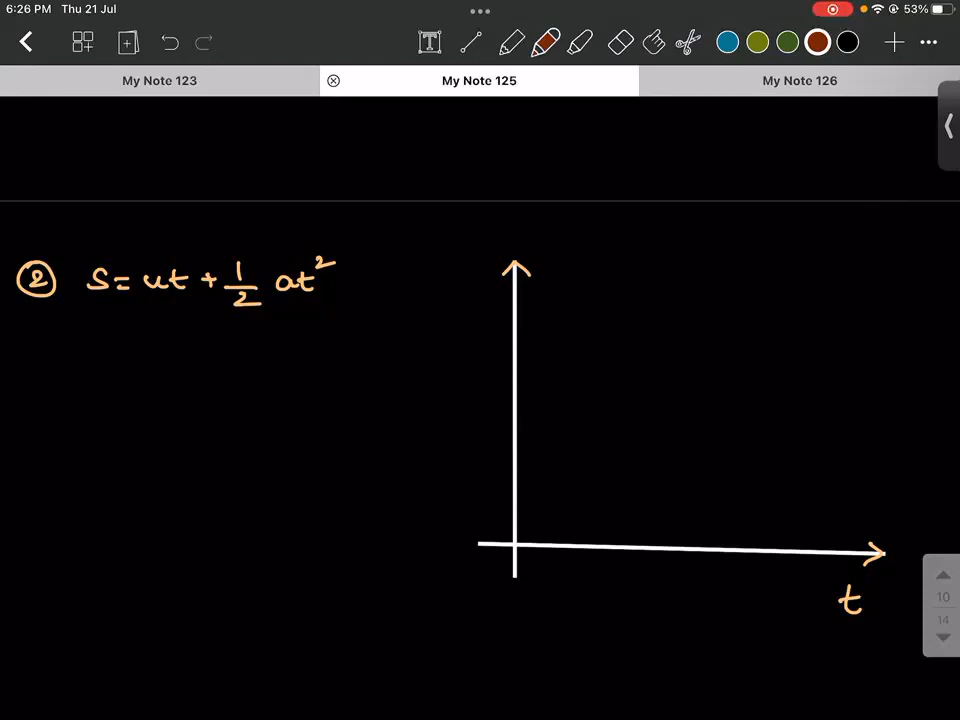 6:26 PM Thu 21 Jul 53%
My Note 123 My Note 125 My Note 126
② S = ut + 1/2 at²
t
10
14